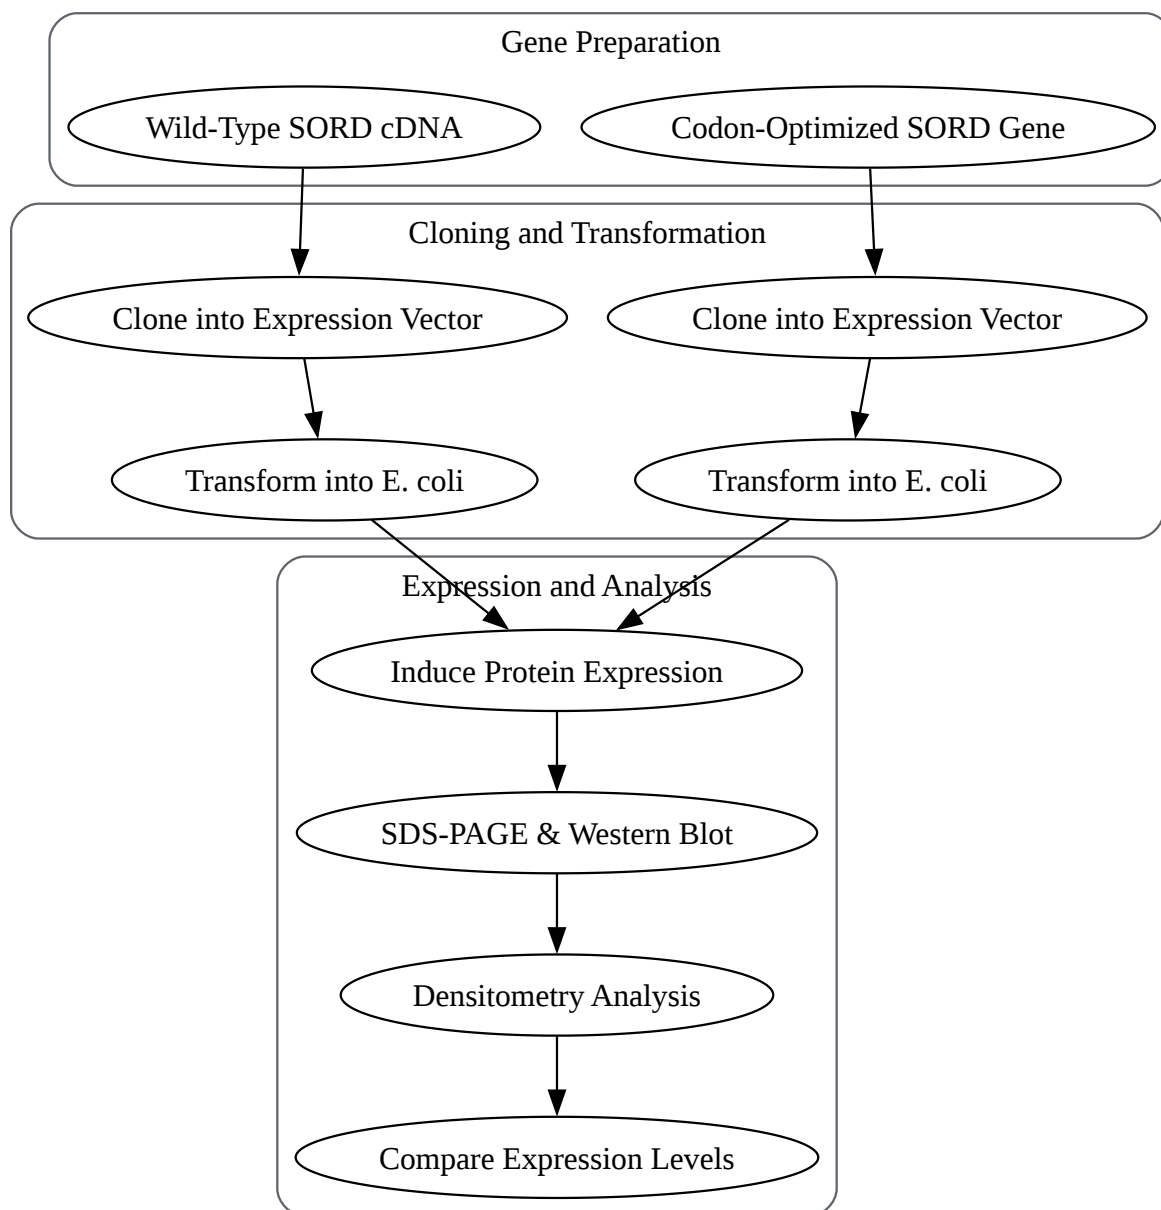 Gene Preparation
Wild-Type SORD cDNA
Codon-Optimized SORD Gene
Cloning and Transformation
Clone into Expression Vector
Clone into Expression Vector
Transform into E. coli
Transform into E. coli
Expression and Analysis
Induce Protein Expression
SDS-PAGE & Western Blot
Densitometry Analysis
Compare Expression Levels